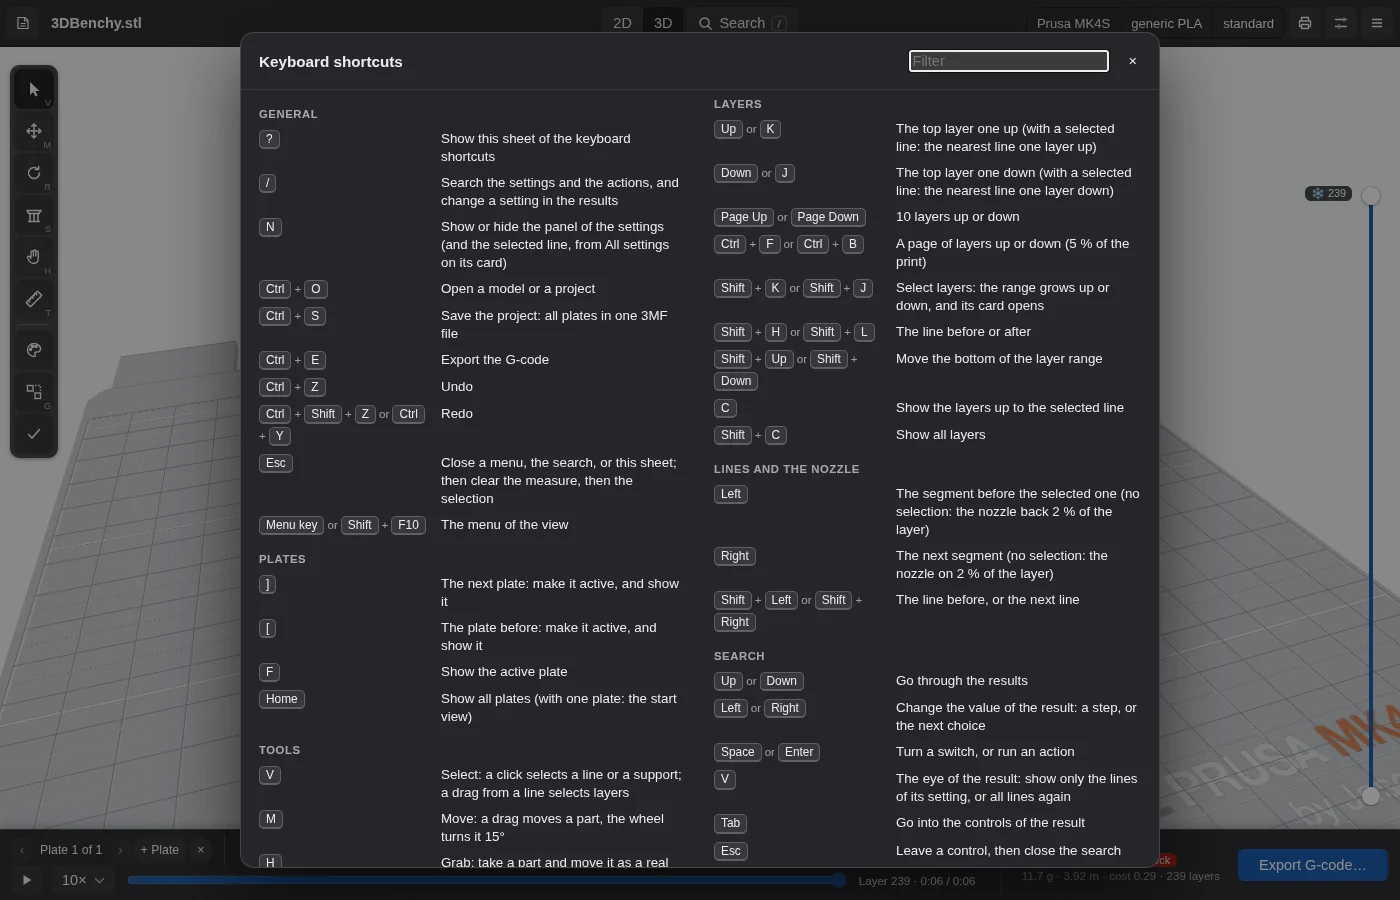 3DBenchy.stl
2D 3D Search /
Prusa MK4S generic PLA standard
Keyboard shortcuts
Filter
×
GENERAL
? Show this sheet of the keyboard
shortcuts
/ Search the settings and the actions, and
change a setting in the results
N Show or hide the panel of the settings
(and the selected line, from All settings
on its card)
Ctrl + O Open a model or a project
Ctrl + S Save the project: all plates in one 3MF
file
Ctrl + E Export the G-code
Ctrl + Z Undo
Ctrl + Shift + Z or Ctrl Redo
+ Y
Esc Close a menu, the search, or this sheet;
then clear the measure, then the
selection
Menu key or Shift + F10 The menu of the view
PLATES
] The next plate: make it active, and show
it
[ The plate before: make it active, and
show it
F Show the active plate
Home Show all plates (with one plate: the start
view)
TOOLS
V Select: a click selects a line or a support;
a drag from a line selects layers
M Move: a drag moves a part, the wheel
turns it 15°
H Grab: take a part and move it as a real
LAYERS
Up or K The top layer one up (with a selected
line: the nearest line one layer up)
Down or J The top layer one down (with a selected
line: the nearest line one layer down)
Page Up or Page Down 10 layers up or down
Ctrl + F or Ctrl + B A page of layers up or down (5 % of the
print)
Shift + K or Shift + J Select layers: the range grows up or
down, and its card opens
Shift + H or Shift + L The line before or after
Shift + Up or Shift + Move the bottom of the layer range
Down
C Show the layers up to the selected line
Shift + C Show all layers
LINES AND THE NOZZLE
Left The segment before the selected one (no
selection: the nozzle back 2 % of the
layer)
Right The next segment (no selection: the
nozzle on 2 % of the layer)
Shift + Left or Shift + The line before, or the next line
Right
SEARCH
Up or Down Go through the results
Left or Right Change the value of the result: a step, or
the next choice
Space or Enter Turn a switch, or run an action
V The eye of the result: show only the lines
of its setting, or all lines again
Tab Go into the controls of the result
Esc Leave a control, then close the search
V
M
R
S
H
T
G
239
PRUSA MK4
by Jos
‹ Plate 1 of 1 › + Plate ×
10×
Layer 239 · 0:06 / 0:06
11.7 g · 3.92 m · cost 0.29 · 239 layers
Export G-code…